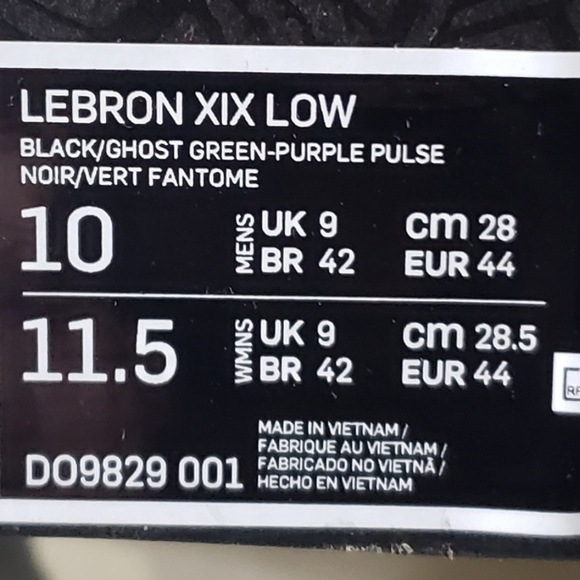 LEBRON XIX LOW
BLACK/GHOST GREEN-PURPLE PULSE
NOIR/VERT FANTOME
10 MENS UK 9 cm 28
BR 42 EUR 44
11.5 WMNS UK 9 cm 28.5
BR 42 EUR 44
MADE IN VIETNAM /
FABRIQUE AU VIETNAM /
FABRICADO NO VIETNÃ /
HECHO EN VIETNAM
DO9829 001